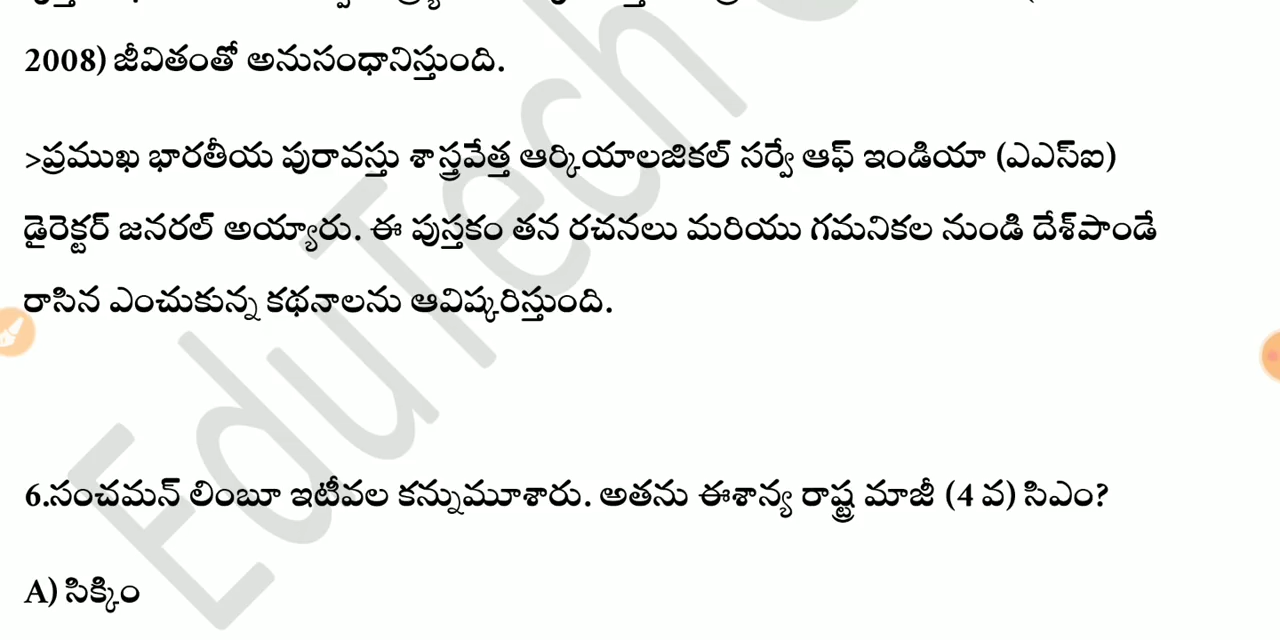 2008) జీవితంతో అనుసంధానిస్తుంది.
>ప్రముఖ భారతీయ పురావస్తు శాస్త్రవేత్త ఆర్కియాలజికల్ సర్వే ఆఫ్ ఇండియా (ఎఎస్ఐ)
డైరెక్టర్ జనరల్ అయ్యారు. ఈ పుస్తకం తన రచనలు మరియు గమనికల నుండి దేశ్‌పాండే
రాసిన ఎంచుకున్న కథనాలను ఆవిష్కరిస్తుంది.
EduTech
6.సంచమన్ లింబూ ఇటీవల కన్నుమూశారు. అతను ఈశాన్య రాష్ట్ర మాజీ (4 వ) సిఎం?
A) సిక్కిం